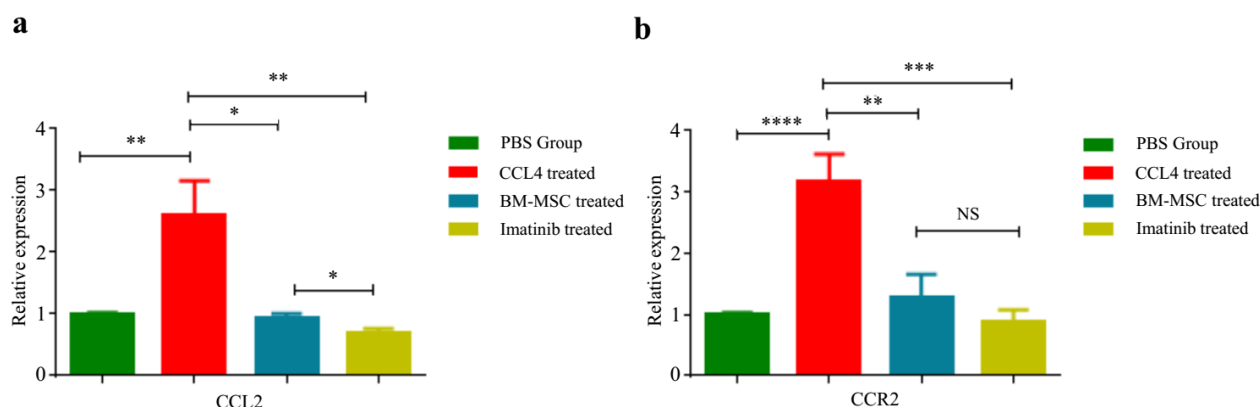 a
**
*
**
*
4
3
2
1
0
Relative expression
CCL2
PBS Group
CCL4 treated
BM-MSC treated
Imatinib treated
b
***
**
****
NS
4
3
2
1
0
Relative expression
CCR2
PBS Group
CCL4 treated
BM-MSC treated
Imatinib treated